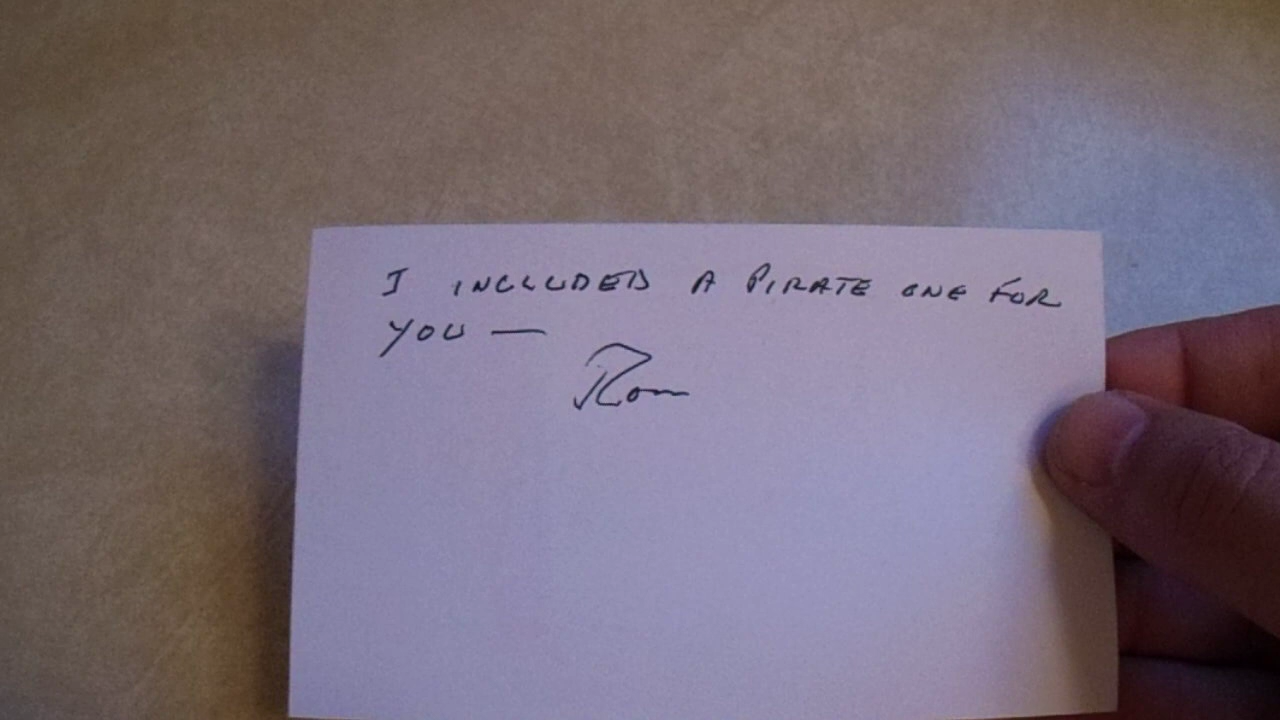 I INCLUDED A PIRATE ONE FOR
YOU —
Ron